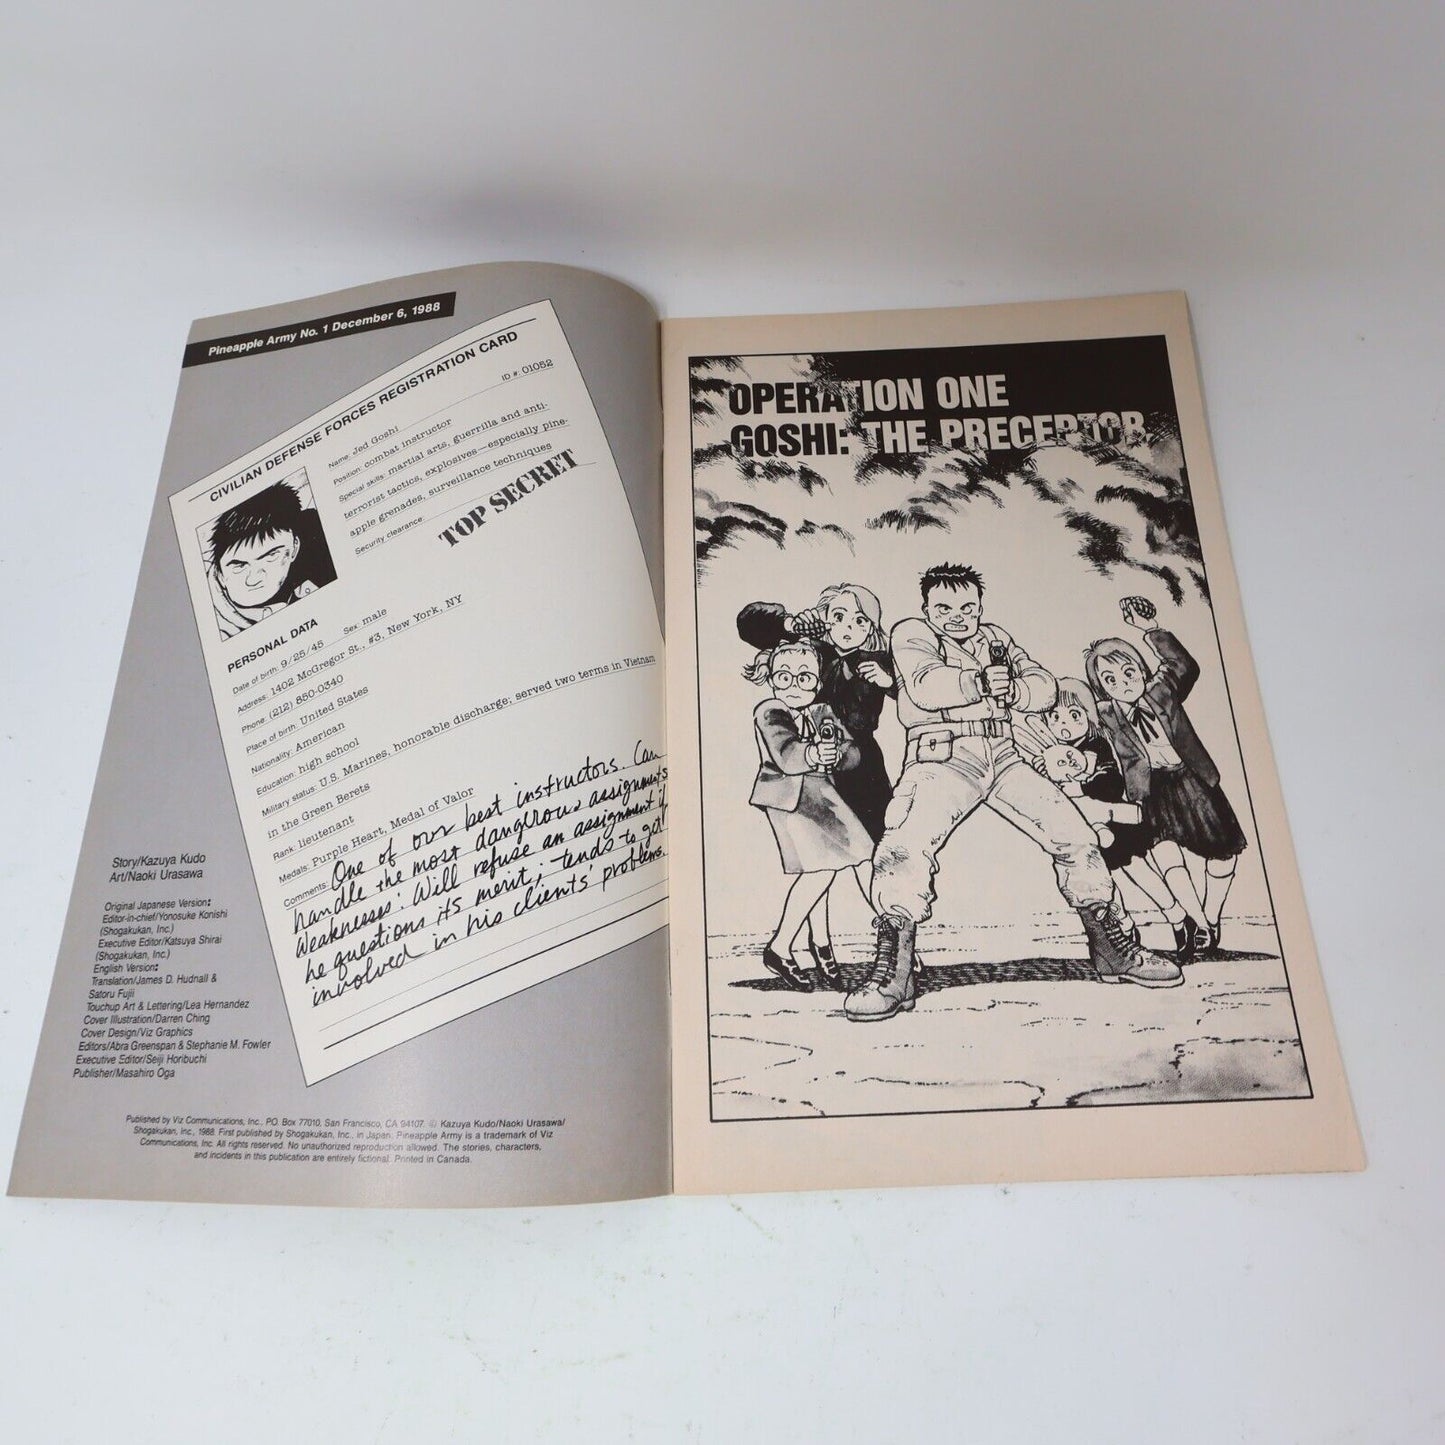 Pineapple Army No. 1 December 6, 1988
CIVILIAN DEFENSE FORCES REGISTRATION CARD
ID #: 01052
Name: Jed Goshi
Position: combat instructor
Special skills: martial arts, guerrilla and anti-
terrorist tactics, explosives—especially pine-
apple grenades, surveillance techniques
Security clearance:
TOP SECRET
PERSONAL DATA
Date of birth: 9/25/45 Sex: male
Address: 1402 McGregor St., #3, New York, NY
Phone: (212) 850-0340
Place of birth: United States
Nationality: American
Education: high school
Military status: U.S. Marines, honorable discharge; served two terms in Vietnam
in the Green Berets
Rank: lieutenant
Medals: Purple Heart, Medal of Valor
Comments: One of our best instructors. Can
handle the most dangerous assignments.
Weaknesses: Will refuse an assignment if
he questions its merit; tends to get
involved in his clients' problems.
Story/Kazuya Kudo
Art/Naoki Urasawa
Original Japanese Version:
Editor-in-chief/Yonosuke Konishi
(Shogakukan, Inc.)
Executive Editor/Katsuya Shirai
(Shogakukan, Inc.)
English Version:
Translation/James D. Hudnall &
Satoru Fujii
Touchup Art & Lettering/Lea Hernandez
Cover Illustration/Darren Ching
Cover Design/Viz Graphics
Editors/Abra Greenspan & Stephanie M. Fowler
Executive Editor/Seiji Horibuchi
Publisher/Masahiro Oga
Published by Viz Communications, Inc., P.O. Box 77010, San Francisco, CA 94107. © Kazuya Kudo/Naoki Urasawa/
Shogakukan, Inc., 1988. First published by Shogakukan, Inc., in Japan. Pineapple Army is a trademark of Viz
Communications, Inc. All rights reserved. No unauthorized reproduction allowed. The stories, characters,
and incidents in this publication are entirely fictional. Printed in Canada.
OPERATION ONE
GOSHI: THE PRECEPTOR